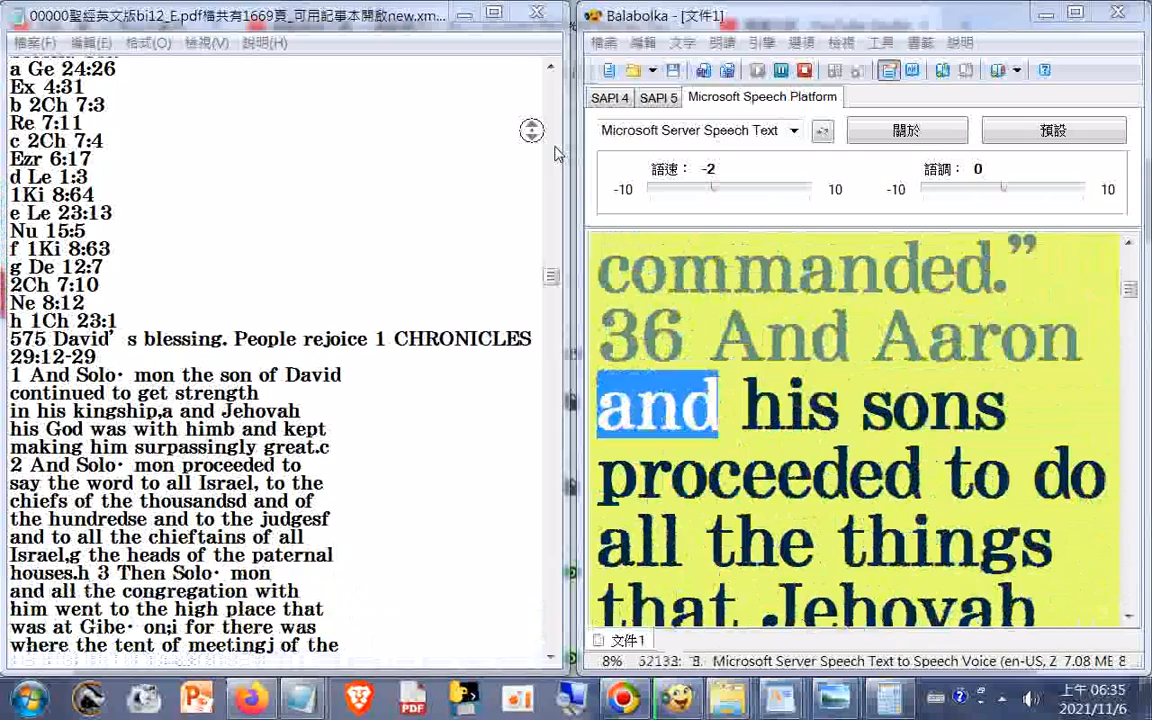 00000聖經英文版bi12_E.pdf檔共有1669頁_可用記事本開啟new.xm...
檔案(F) 編輯(E) 格式(O) 檢視(V) 說明(H)
a Ge 24:26
Ex 4:31
b 2Ch 7:3
Re 7:11
c 2Ch 7:4
Ezr 6:17
d Le 1:3
1Ki 8:64
e Le 23:13
Nu 15:5
f 1Ki 8:63
g De 12:7
2Ch 7:10
Ne 8:12
h 1Ch 23:1
575 David’s blessing. People rejoice 1 CHRONICLES
29:12-29
1 And Solo· mon the son of David
continued to get strength
in his kingship,a and Jehovah
his God was with himb and kept
making him surpassingly great.c
2 And Solo· mon proceeded to
say the word to all Israel, to the
chiefs of the thousandsd and of
the hundredse and to the judgesf
and to all the chieftains of all
Israel,g the heads of the paternal
houses.h 3 Then Solo· mon
and all the congregation with
him went to the high place that
was at Gibe· on;i for there was
where the tent of meetingj of the
Balabolka - [文件1]
檔案 編輯 文字 朗讀 引擎 選項 檢視 工具 書籤 說明
SAPI 4 SAPI 5 Microsoft Speech Platform
Microsoft Server Speech Text 關於 預設
語速： -2 語調： 0
-10 10 -10 10
commanded.”
36 And Aaron
and his sons
proceeded to do
all the things
that Jehovah
文件1
8% 52133: Microsoft Server Speech Text to Speech Voice (en-US, Z 7.08 MB 8
PDF
上午 06:35
2021/11/6